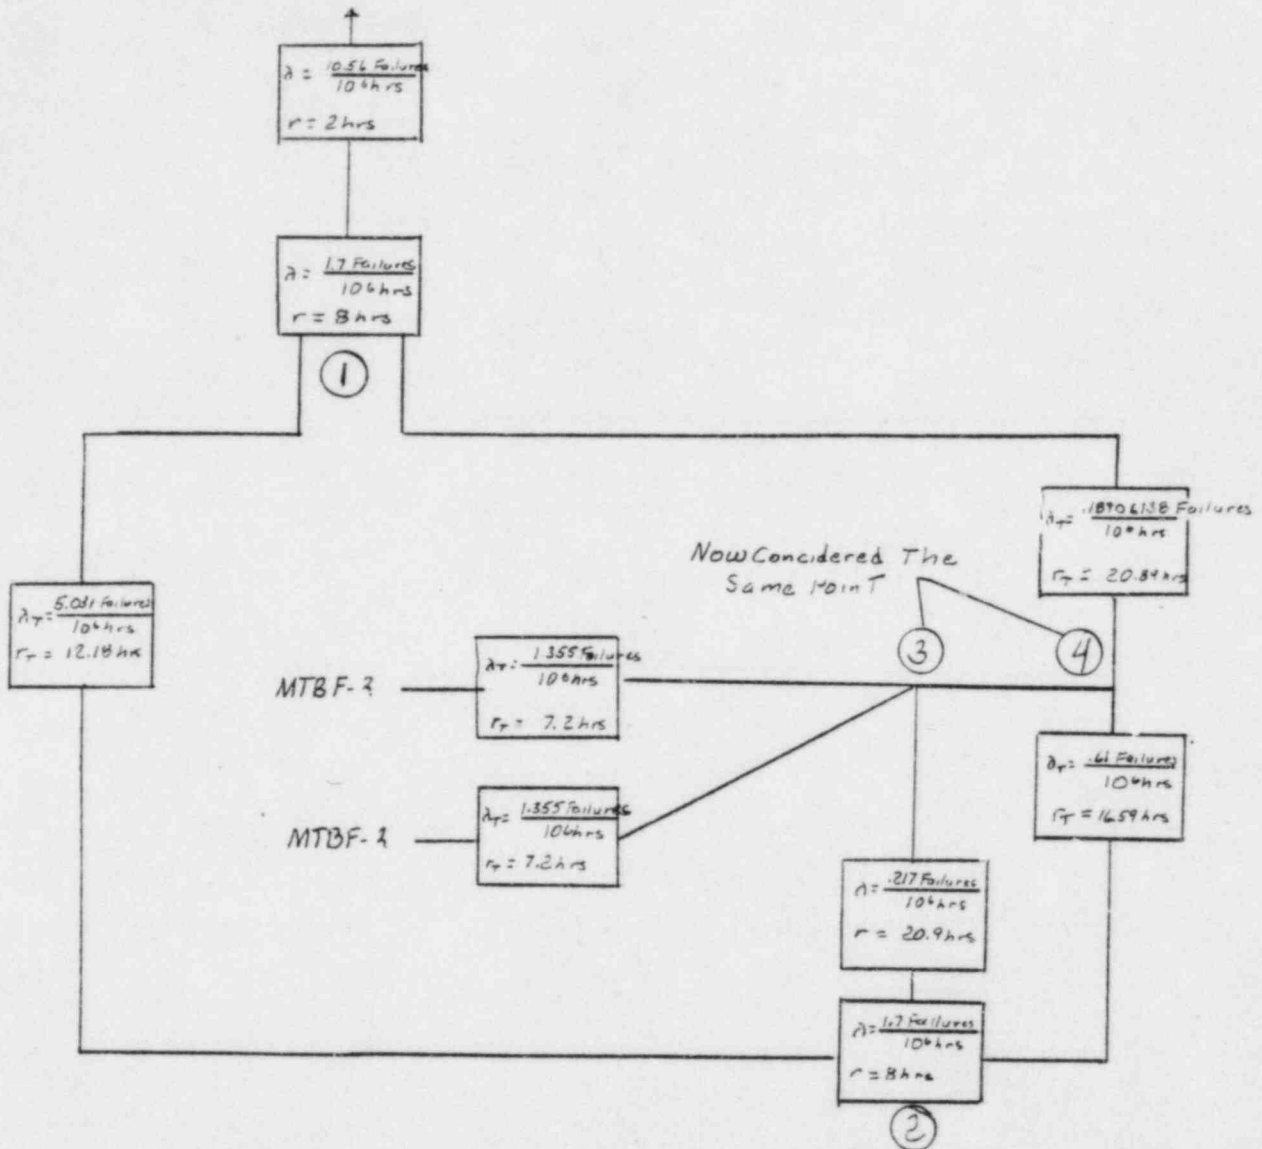 λ = 10.56 Failures
10⁶ hrs
r = 2 hrs
λ = 1.7 Failures
10⁶ hrs
r = 8 hrs
1
λT = .18906138 Failures
10⁶ hrs
rT = 20.84 hrs
Now Concidered The
Same Point
3
4
λT = 5.031 Failures
10⁶ hrs
rT = 12.18 hrs
MTBF-2
λT = 1.355 Failures
10⁶ hrs
rT = 7.2 hrs
λT = .61 Failures
10⁶ hrs
rT = 16.59 hrs
MTBF-2
λT = 1.355 Failures
10⁶ hrs
rT = 7.2 hrs
λ = .217 Failures
10⁶ hrs
r = 20.9 hrs
λ = 1.7 Failures
10⁶ hrs
r = 8 hrs
2